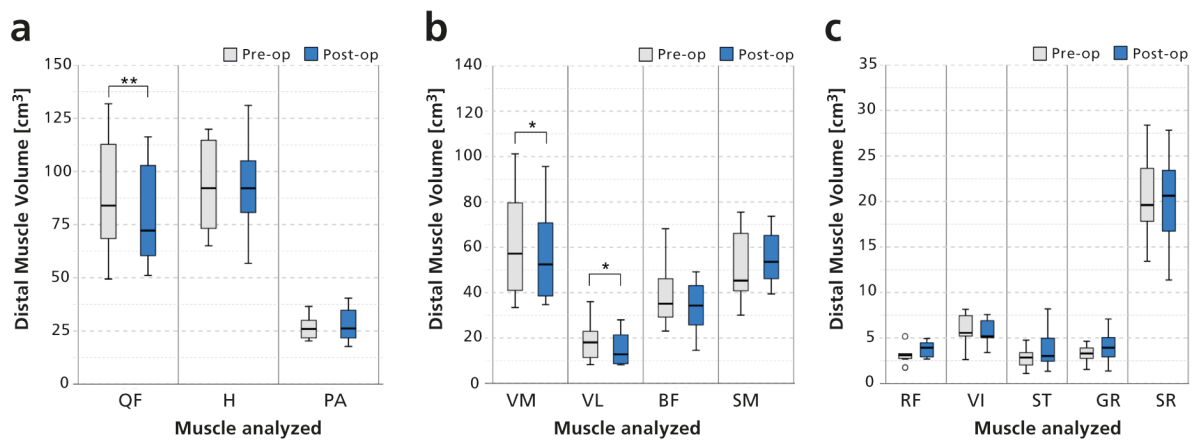 a
Pre-op Post-op
Distal Muscle Volume [cm³]
150
125
100
75
50
25
0
**
QF H PA
Muscle analyzed
b
Pre-op Post-op
Distal Muscle Volume [cm³]
140
120
100
80
60
40
20
0
*
*
VM VL BF SM
Muscle analyzed
c
Pre-op Post-op
Distal Muscle Volume [cm³]
35
30
25
20
15
10
5
0
RF VI ST GR SR
Muscle analyzed